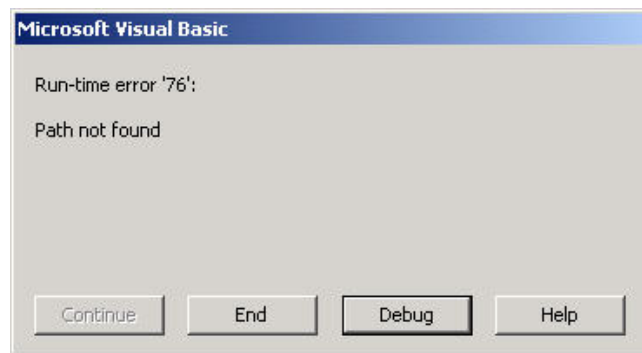 Microsoft Visual Basic
Run-time error '76':
Path not found
Continue End Debug Help